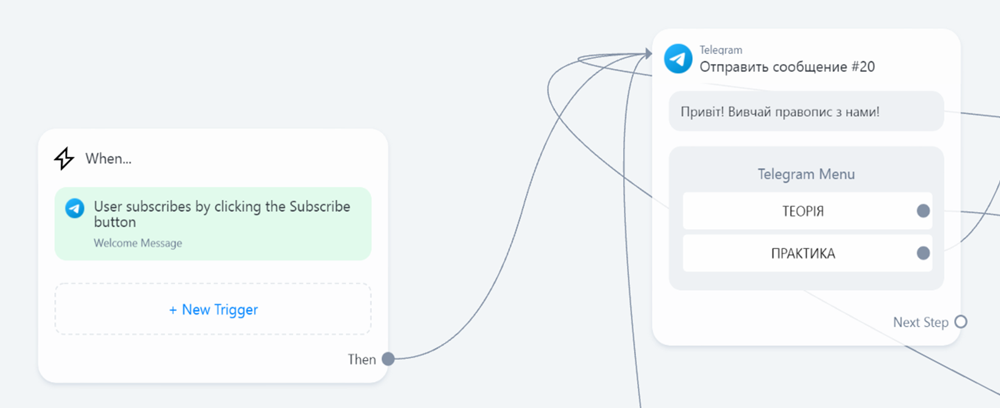 When...
User subscribes by clicking the Subscribe
button
Welcome Message
+ New Trigger
Then
Telegram
Отправить сообщение #20
Привіт! Вивчай правопис з нами!
Telegram Menu
ТЕОРІЯ
ПРАКТИКА
Next Step